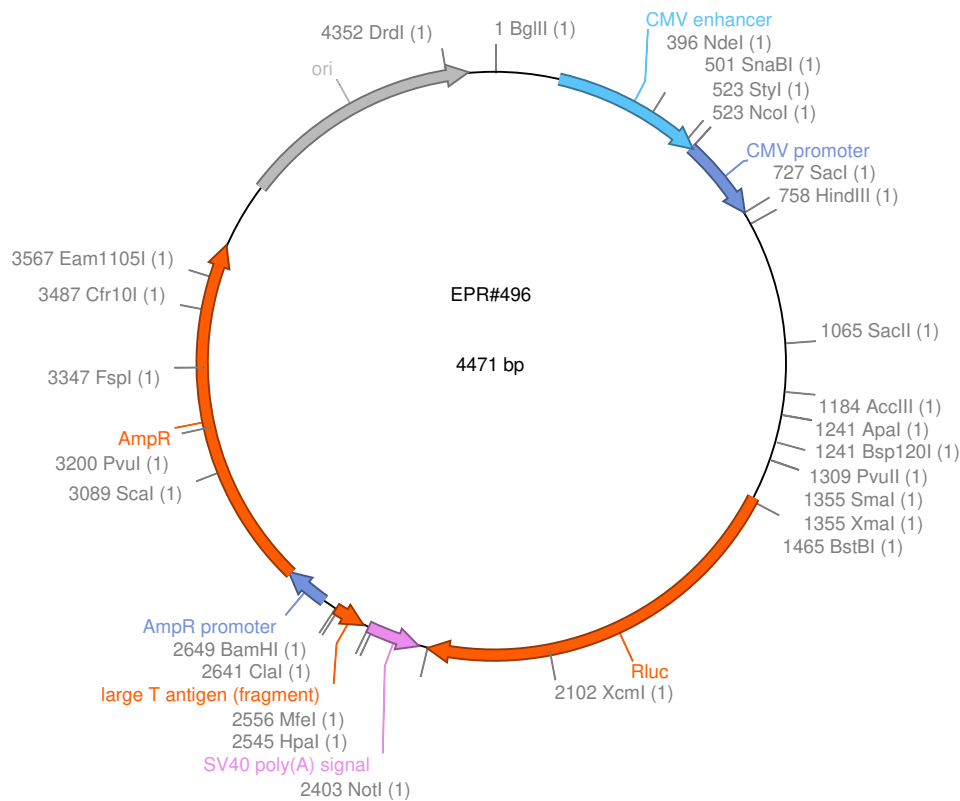 CMV enhancer
4352 DrdI (1)
1 BglII (1)
396 NdeI (1)
ori
501 SnaBI (1)
523 StyI (1)
523 NcoI (1)
CMV promoter
727 SacI (1)
758 HindIII (1)
3567 Eam1105I (1)
3487 Cfr10I (1)
EPR#496
1065 SacII (1)
4471 bp
3347 FspI (1)
1184 AccIII (1)
1241 ApaI (1)
AmpR
1241 Bsp120I (1)
3200 PvuI (1)
1309 PvuII (1)
3089 ScaI (1)
1355 SmaI (1)
1355 XmaI (1)
1465 BstBI (1)
AmpR promoter
2649 BamHI (1)
2641 ClaI (1)
Rluc
large T antigen (fragment)
2102 XcmI (1)
2556 MfeI (1)
2545 HpaI (1)
SV40 poly(A) signal
2403 NotI (1)